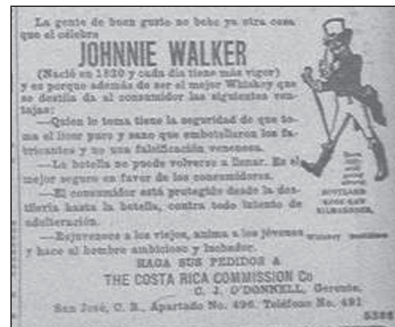 La gente de buen gusto no bebe ya otra cosa
que el célebre
JOHNNIE WALKER
(Nació en 1820 y cada día tiene más vigor)
y es porque además de ser el mejor Whiskey que
se destila da al consumidor las siguientes ven-
tajas:
—Quien lo toma tiene la seguridad de que to-
ma el licor puro y sano que embotellaron los fa-
bricantes y no una falsificación venenosa.
—La botella no puede volverse a llenar. Es el
mejor seguro en favor de los consumidores.
—El consumidor está protegido desde la des-
tilería hasta la botella, contra todo intento de
adulteración.
—Rejuvenece a los viejos, anima a los jóvenes
y hace al hombre ambicioso y luchador.
HAGA SUS PEDIDOS A
THE COSTA RICA COMMISSION Co
C. J. O'DONNELL, Gerente.
San José, C. R., Apartado No. 496. Teléfono No. 491
SCOTLAND
KILMARNOCK,
Whiskey